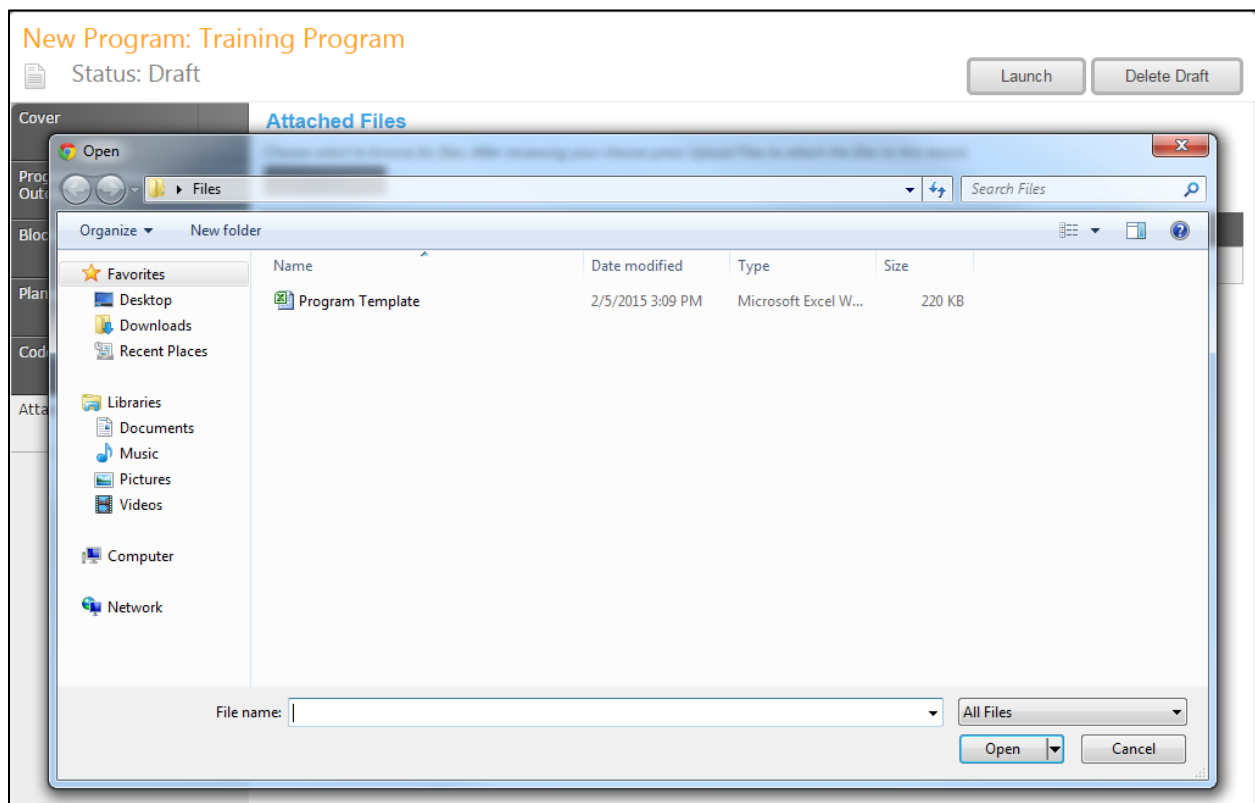 New Program: Training Program
Status: Draft
Launch
Delete Draft
Cover
Attached Files
Open
Files
Search Files
Organize
New folder
Bloc
Plan
Cod
Atta
Favorites
Desktop
Downloads
Recent Places
Libraries
Documents
Music
Pictures
Videos
Computer
Network
Name Date modified Type Size
Program Template 2/5/2015 3:09 PM Microsoft Excel W... 220 KB
File name:
All Files
Open
Cancel